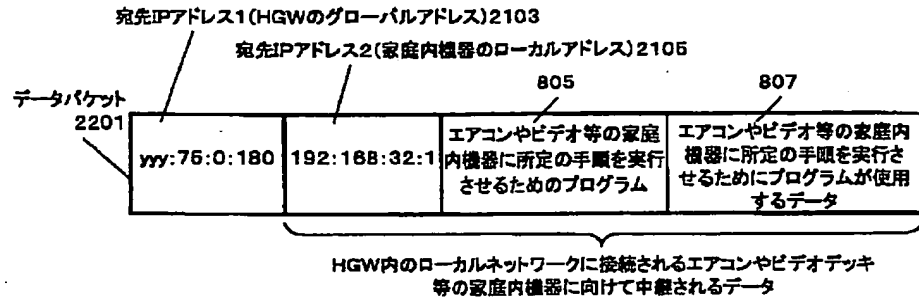 宛先IPアドレス1(HGWのグローバルアドレス)2103
宛先IPアドレス2(家庭内機器のローカルアドレス)2105
データパケット
2201
805
807
yyy:75:0:180
192:168:32:1
エアコンやビデオ等の家庭
内機器に所定の手順を実行
させるためのプログラム
エアコンやビデオ等の家庭内
機器に所定の手順を実行さ
せるためにプログラムが使用
するデータ
HGW内のローカルネットワークに接続されるエアコンやビデオデッキ
等の家庭内機器に向けて中継されるデータ